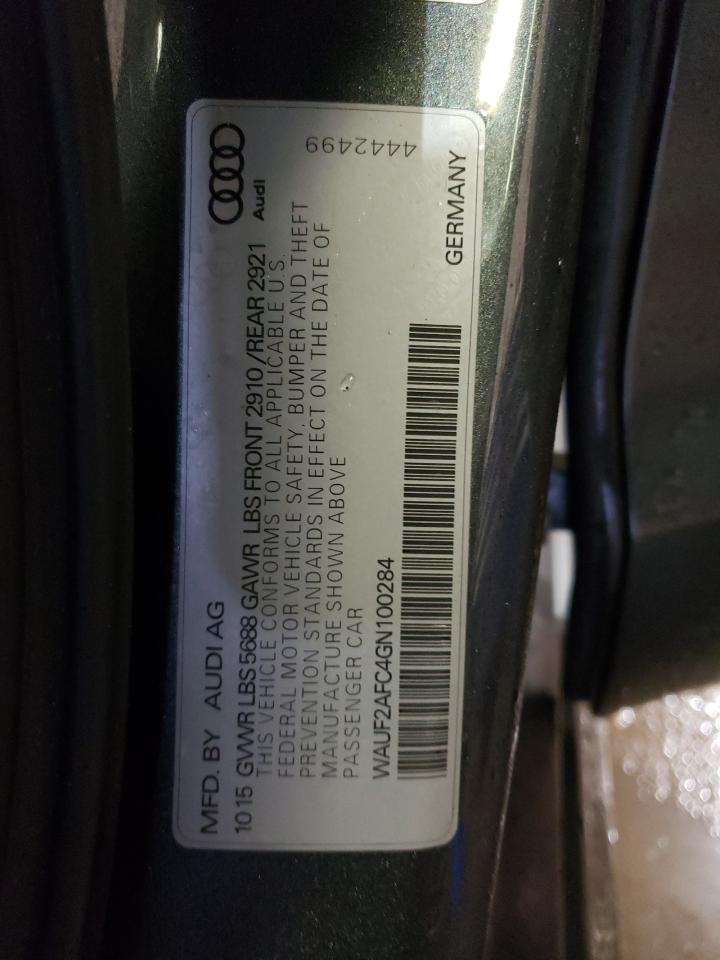 MFD. BY AUDI AG
Audi
10 15 GVWR LBS 5688 GAWR LBS FRONT 2910 /REAR 2921
THIS VEHICLE CONFORMS TO ALL APPLICABLE U.S.
FEDERAL MOTOR VEHICLE SAFETY, BUMPER AND THEFT
PREVENTION STANDARDS IN EFFECT ON THE DATE OF
MANUFACTURE SHOWN ABOVE
PASSENGER CAR
4442499
WAUF2AFC4GN100284
GERMANY